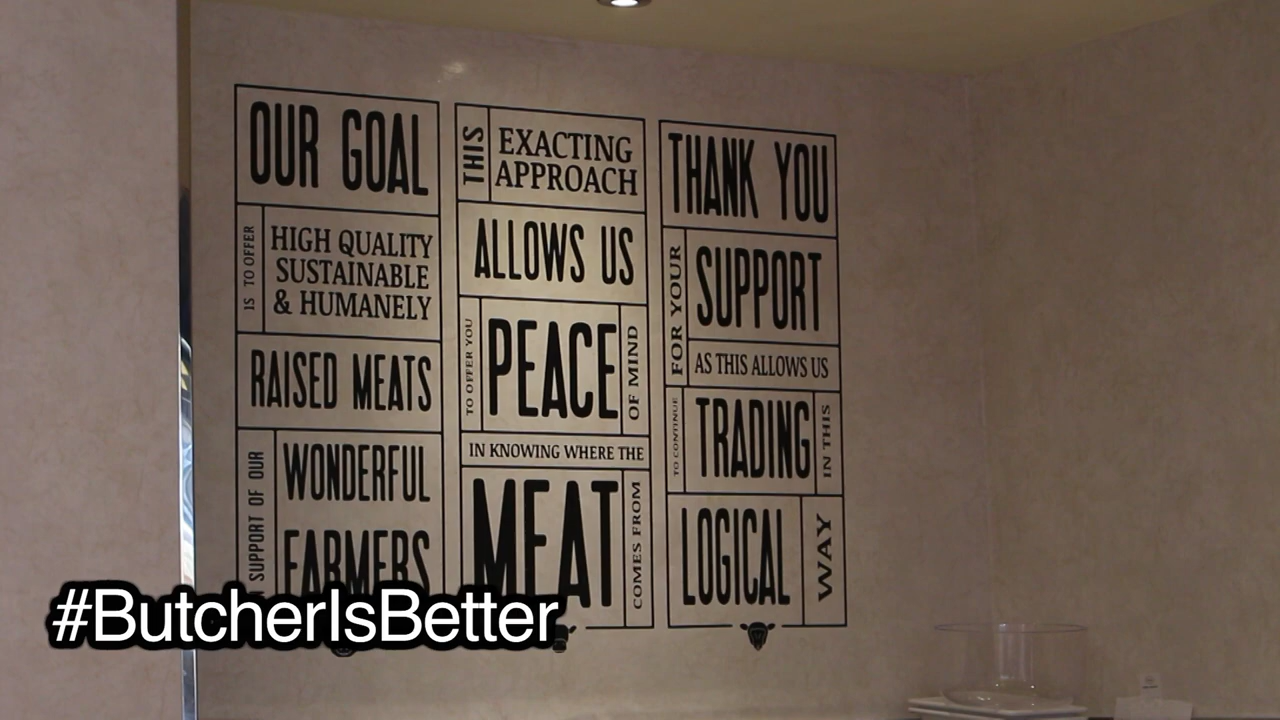 OUR GOAL
IS TO OFFER
HIGH QUALITY
SUSTAINABLE
& HUMANELY
RAISED MEATS
SUPPORT OF OUR
WONDERFUL
FARMERS
THIS
EXACTING
APPROACH
ALLOWS US
TO OFFER YOU
PEACE
OF MIND
IN KNOWING WHERE THE
MEAT
COMES FROM
THANK YOU
FOR YOUR
SUPPORT
AS THIS ALLOWS US
TO CONTINUE
TRADING
IN THIS
LOGICAL
WAY
#ButcherIsBetter